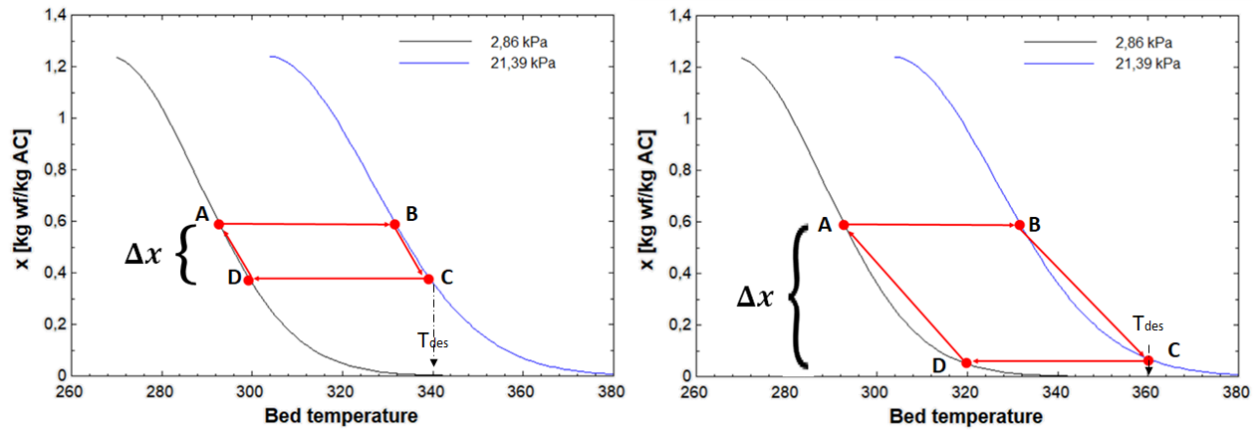 1,4
1,2
1
0,8
0,6
0,4
0,2
0
x [kg wf/kg AC]
2,86 kPa
21,39 kPa
A
B
C
D
Δx
{
Tdes
260
280
300
320
340
360
380
Bed temperature
1,4
1,2
1
0,8
0,6
0,4
0,2
0
x [kg wf/kg AC]
2,86 kPa
21,39 kPa
A
B
C
D
Δx
{
Tdes
260
280
300
320
340
360
380
Bed temperature